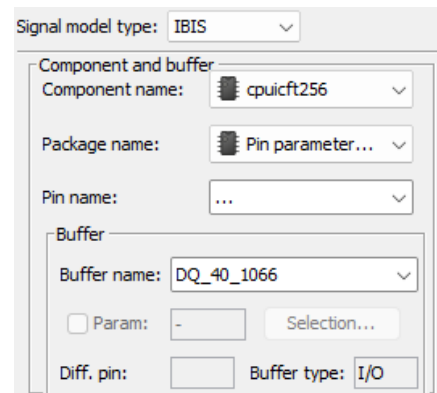 Signal model type: IBIS
Component and buffer
Component name: cpuicft256
Package name: Pin parameter...
Pin name: ...
Buffer
Buffer name: DQ_40_1066
Param: - Selection...
Diff. pin: Buffer type: I/O